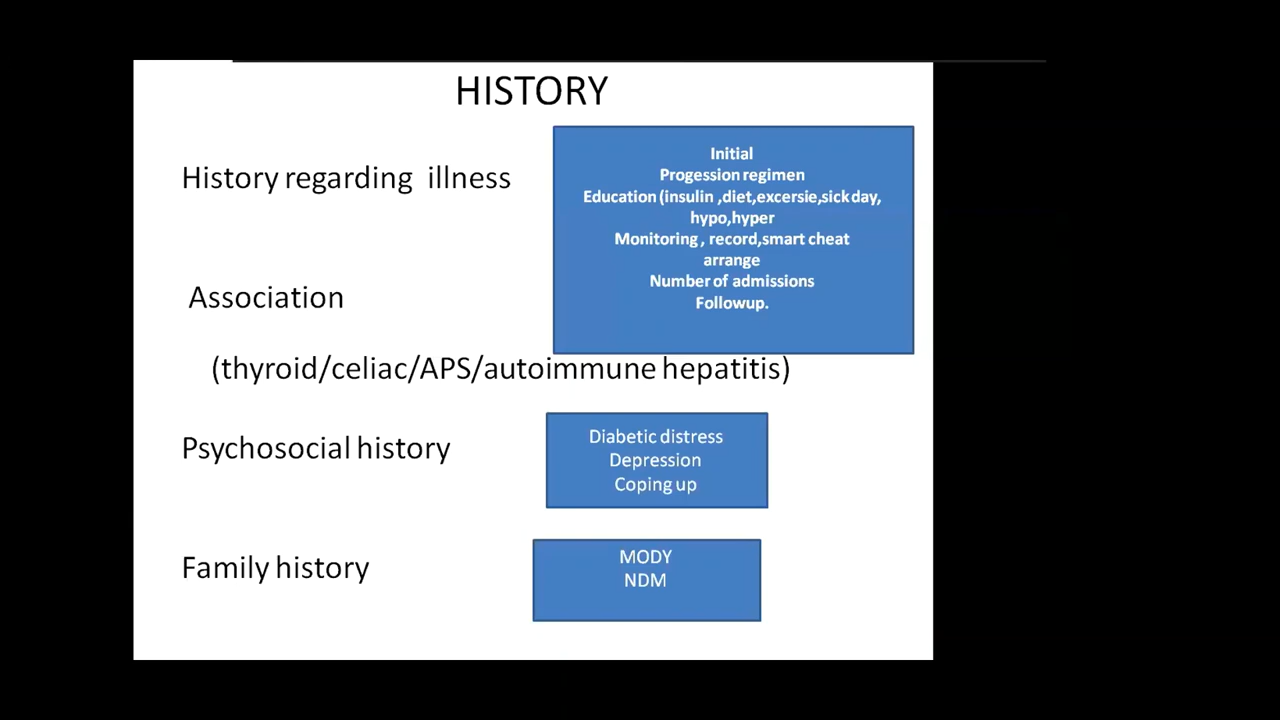 HISTORY
History regarding illness
Initial
Progession regimen
Education (insulin ,diet,excersie,sick day,
hypo,hyper
Monitoring , record,smart cheat
arrange
Number of admissions
Followup.
Association
(thyroid/celiac/APS/autoimmune hepatitis)
Psychosocial history
Diabetic distress
Depression
Coping up
Family history
MODY
NDM